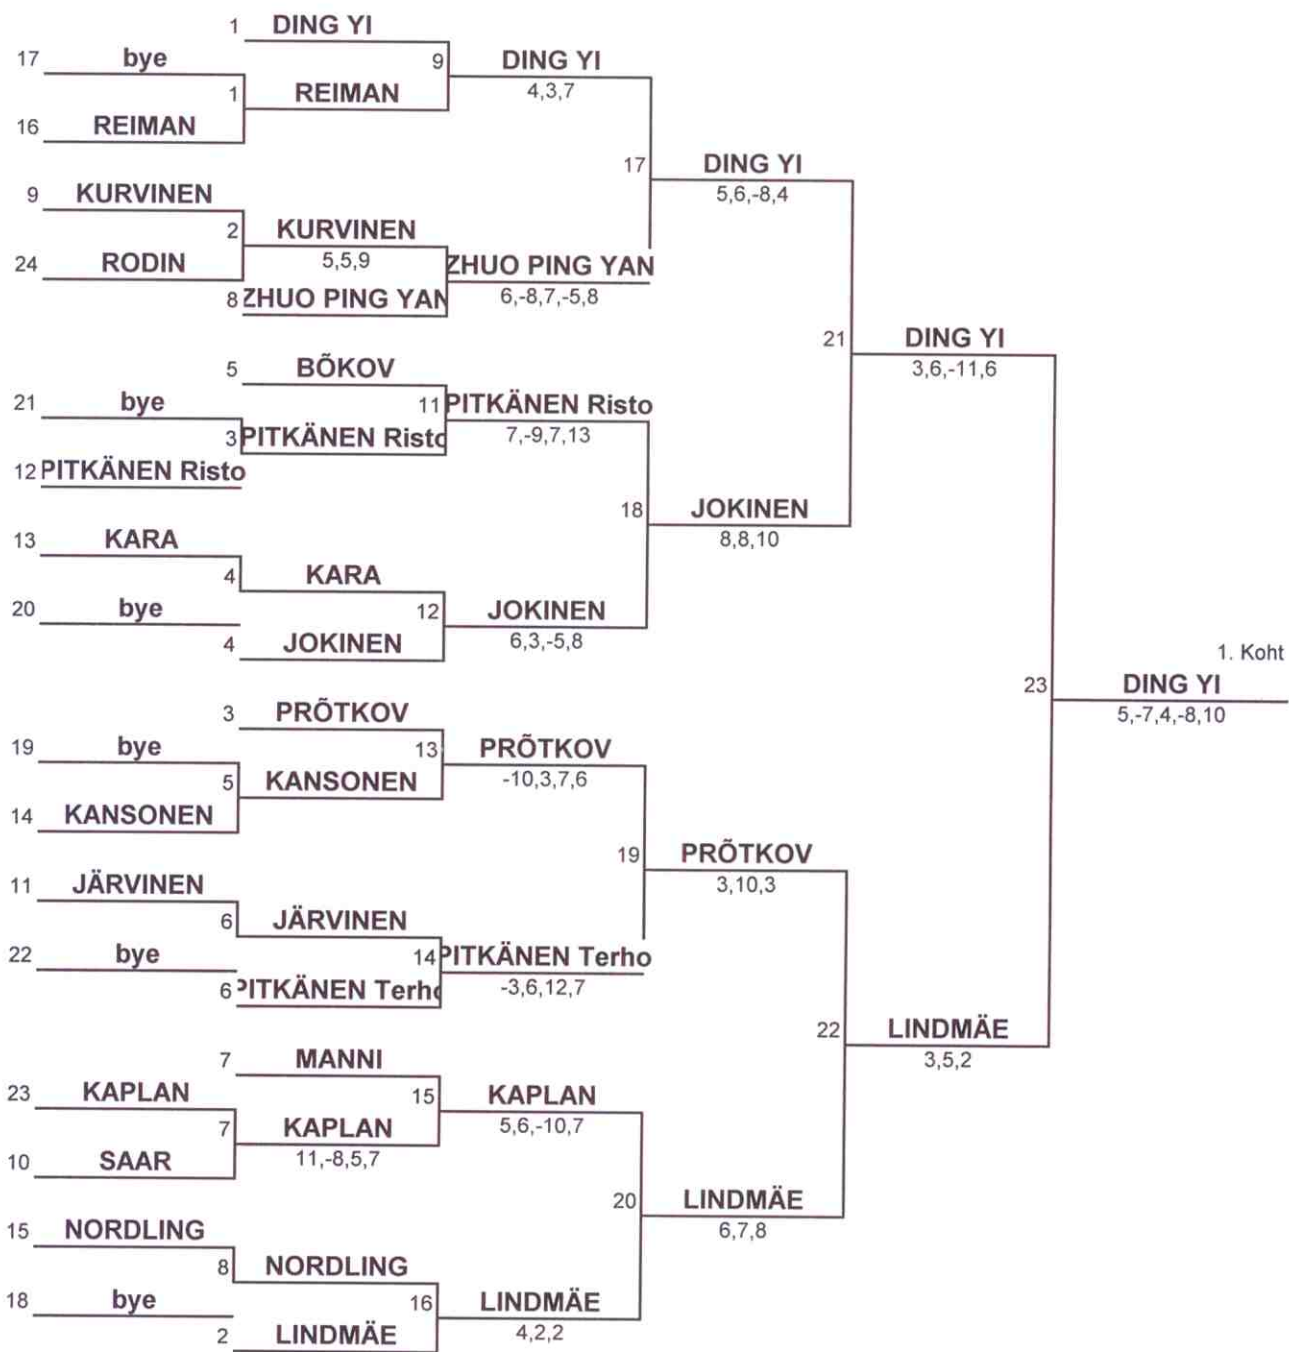 1 DING YI
17 bye
9 DING YI
4,3,7
1 REIMAN
16 REIMAN
17 DING YI
5,6,-8,4
9 KURVINEN
2 KURVINEN
5,5,9
24 RODIN
ZHUO PING YAN
6,-8,7,-5,8
8 ZHUO PING YAN
21 DING YI
3,6,-11,6
5 BÕKOV
21 bye
11 PITKÄNEN Risto
7,-9,7,13
3 PITKÄNEN Risto
12 PITKÄNEN Risto
18 JOKINEN
8,8,10
13 KARA
4 KARA
20 bye
12 JOKINEN
6,3,-5,8
4 JOKINEN
1. Koht
23 DING YI
5,-7,4,-8,10
3 PRÕTKOV
19 bye
13 PRÕTKOV
-10,3,7,6
5 KANSONEN
14 KANSONEN
19 PRÕTKOV
3,10,3
11 JÄRVINEN
6 JÄRVINEN
22 bye
14 PITKÄNEN Terho
-3,6,12,7
6 PITKÄNEN Terho
22 LINDMÄE
3,5,2
7 MANNI
23 KAPLAN
15 KAPLAN
5,6,-10,7
7 KAPLAN
11,-8,5,7
10 SAAR
20 LINDMÄE
6,7,8
15 NORDLING
8 NORDLING
18 bye
16 LINDMÄE
4,2,2
2 LINDMÄE